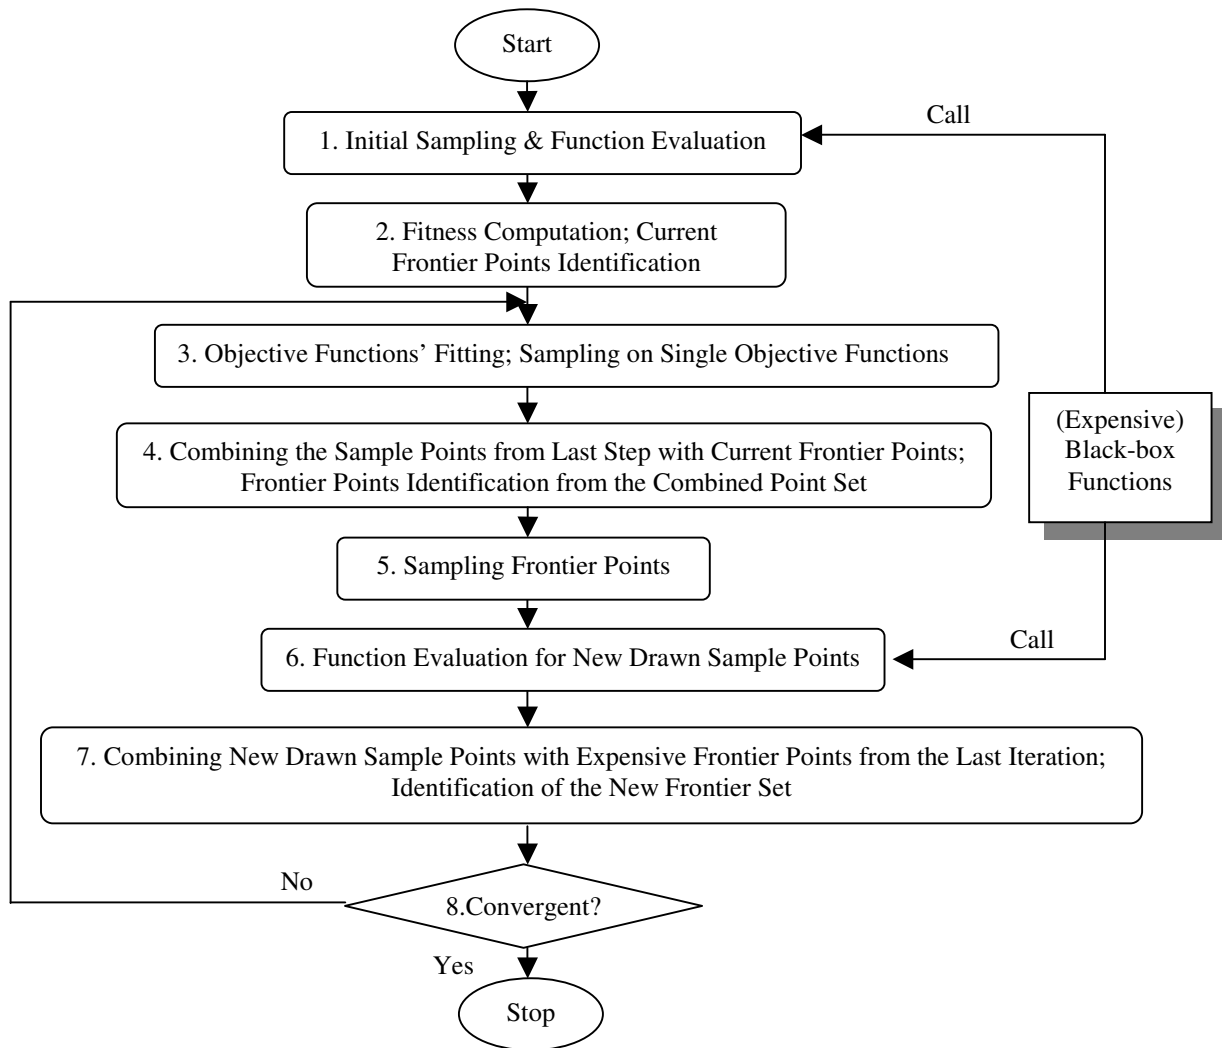 Start
Call
1. Initial Sampling & Function Evaluation
2. Fitness Computation; Current
Frontier Points Identification
3. Objective Functions’ Fitting; Sampling on Single Objective Functions
(Expensive)
Black-box
Functions
4. Combining the Sample Points from Last Step with Current Frontier Points;
Frontier Points Identification from the Combined Point Set
5. Sampling Frontier Points
Call
6. Function Evaluation for New Drawn Sample Points
7. Combining New Drawn Sample Points with Expensive Frontier Points from the Last Iteration;
Identification of the New Frontier Set
No
8.Convergent?
Yes
Stop